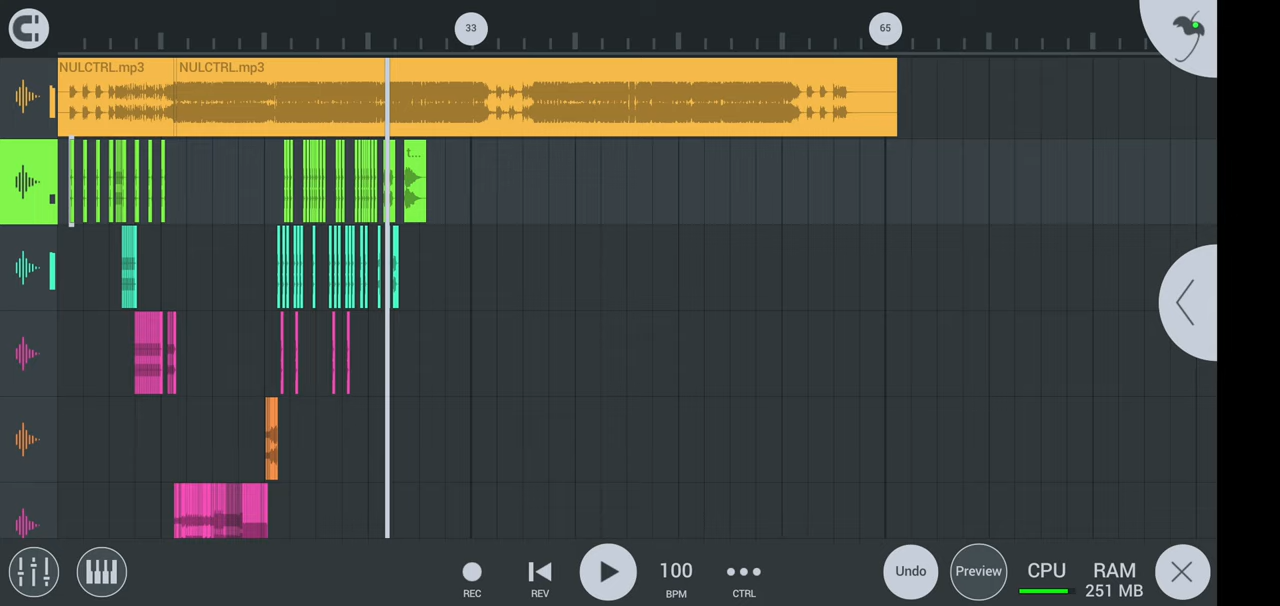 33
65
NULCTRL.mp3
NULCTRL.mp3
t...
REC
REV
100
BPM
CTRL
Undo
Preview
CPU
RAM
251 MB